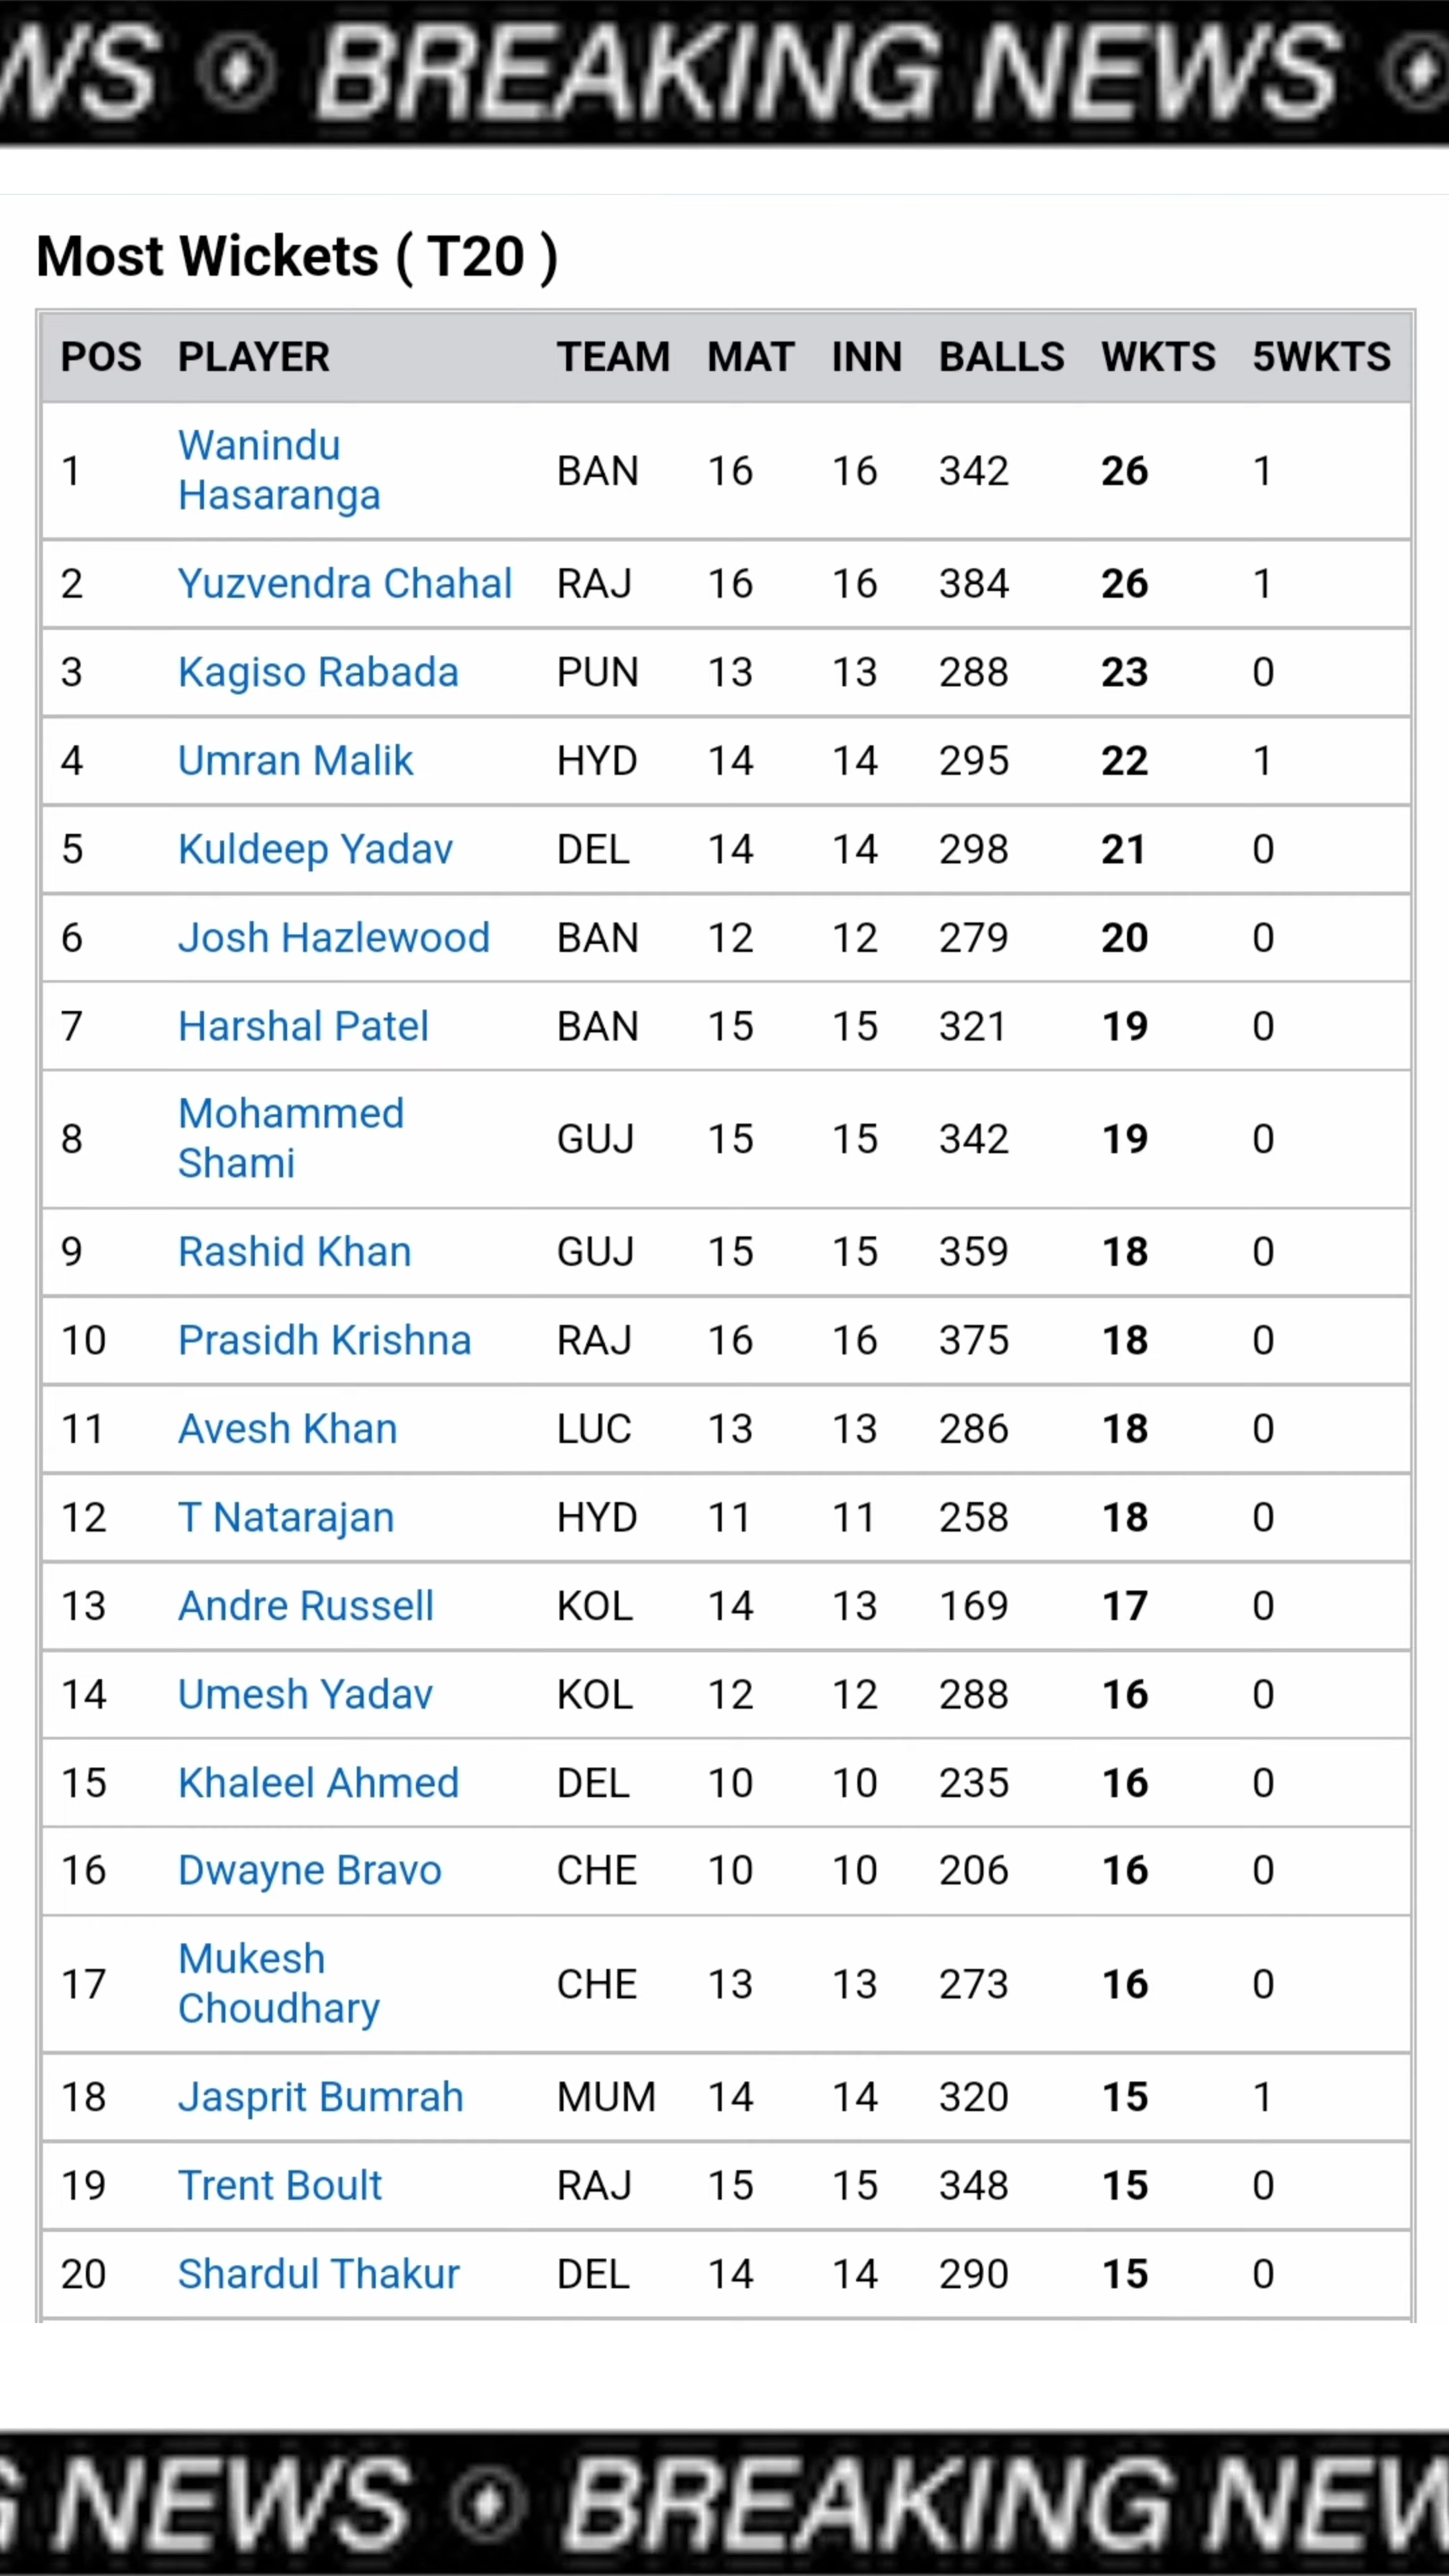 WS BREAKING NEWS
Most Wickets ( T20 )
POS PLAYER TEAM MAT INN BALLS WKTS 5WKTS
1 Wanindu Hasaranga BAN 16 16 342 26 1
2 Yuzvendra Chahal RAJ 16 16 384 26 1
3 Kagiso Rabada PUN 13 13 288 23 0
4 Umran Malik HYD 14 14 295 22 1
5 Kuldeep Yadav DEL 14 14 298 21 0
6 Josh Hazlewood BAN 12 12 279 20 0
7 Harshal Patel BAN 15 15 321 19 0
8 Mohammed Shami GUJ 15 15 342 19 0
9 Rashid Khan GUJ 15 15 359 18 0
10 Prasidh Krishna RAJ 16 16 375 18 0
11 Avesh Khan LUC 13 13 286 18 0
12 T Natarajan HYD 11 11 258 18 0
13 Andre Russell KOL 14 13 169 17 0
14 Umesh Yadav KOL 12 12 288 16 0
15 Khaleel Ahmed DEL 10 10 235 16 0
16 Dwayne Bravo CHE 10 10 206 16 0
17 Mukesh Choudhary CHE 13 13 273 16 0
18 Jasprit Bumrah MUM 14 14 320 15 1
19 Trent Boult RAJ 15 15 348 15 0
20 Shardul Thakur DEL 14 14 290 15 0
G NEWS BREAKING NEW